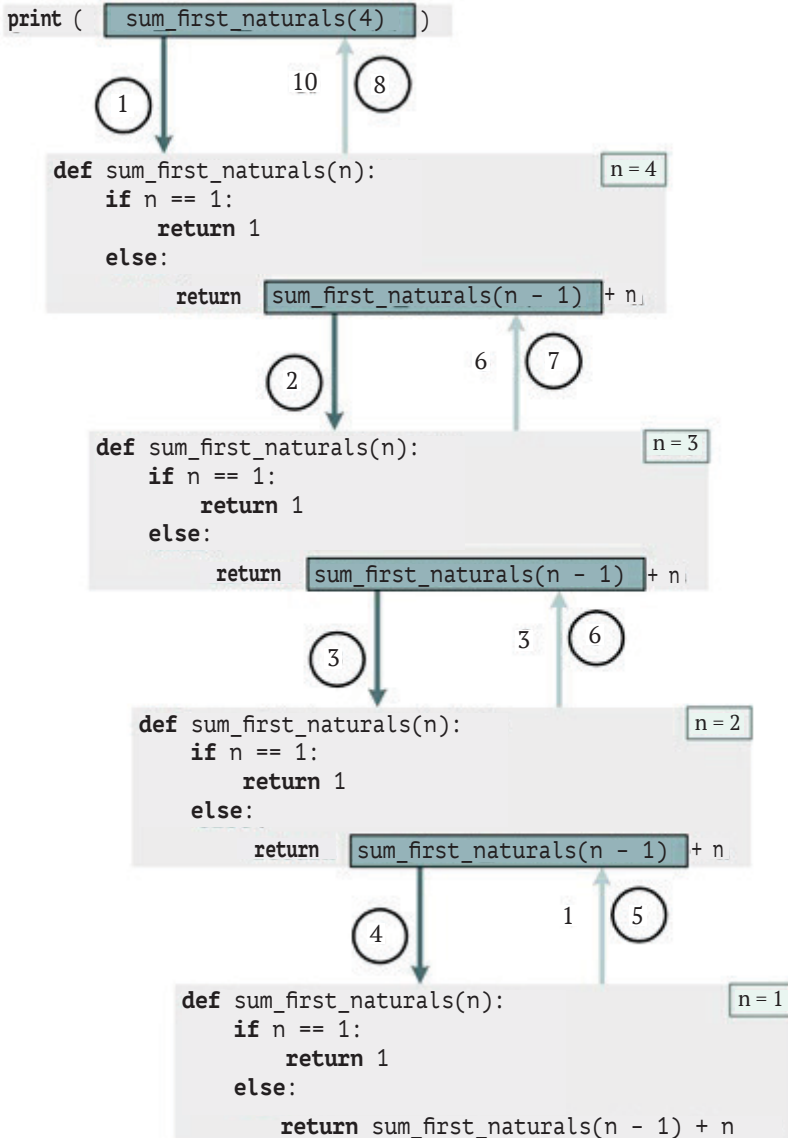 print ( sum_first_naturals(4) )
10
8
1
def sum_first_naturals(n):
n = 4
if n == 1:
return 1
else:
return sum_first_naturals(n - 1) + n
2
6
7
def sum_first_naturals(n):
n = 3
if n == 1:
return 1
else:
return sum_first_naturals(n - 1) + n
3
3
6
def sum_first_naturals(n):
n = 2
if n == 1:
return 1
else:
return sum_first_naturals(n - 1) + n
4
1
5
def sum_first_naturals(n):
n = 1
if n == 1:
return 1
else:
return sum_first_naturals(n - 1) + n